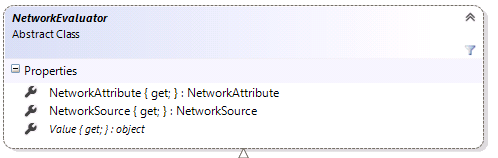 NetworkEvaluator
Abstract Class
Properties
NetworkAttribute { get; } : NetworkAttribute
NetworkSource { get; } : NetworkSource
Value { get; } : object